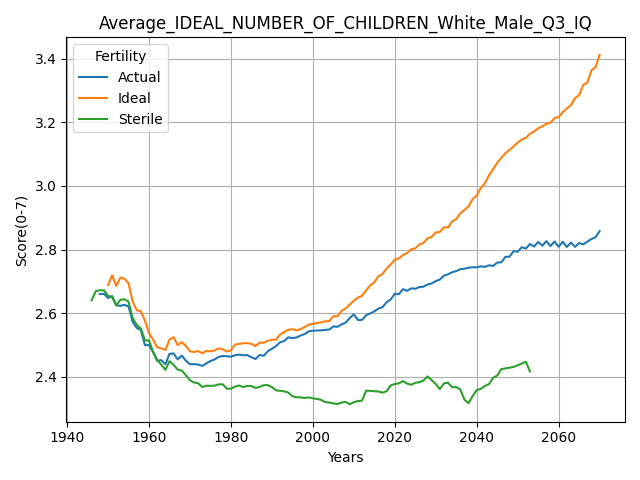 Average_IDEAL_NUMBER_OF_CHILDREN_White_Male_Q3_IQ
Fertility
Actual
Ideal
Sterile
Score(0-7)
3.4
3.2
3.0
2.8
2.6
2.4
1940
1960
1980
2000
2020
2040
2060
Years